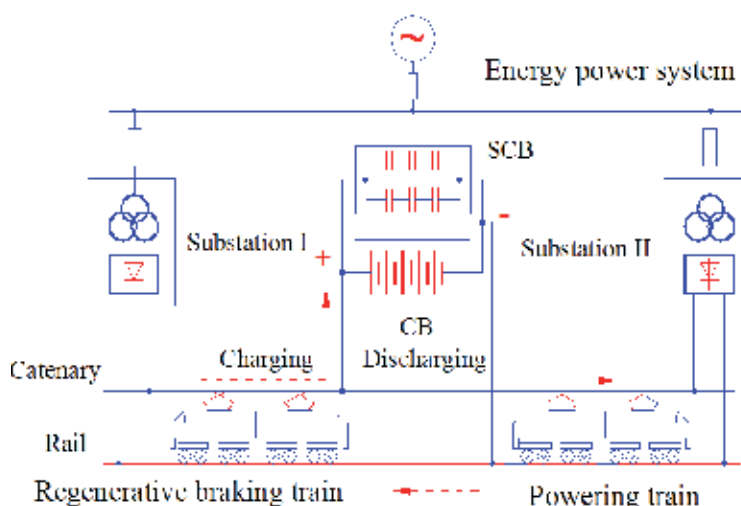 Energy power system
SCB
Substation I
+
-
Substation II
CB
Charging
Discharging
Catenary
Rail
Regenerative braking train
Powering train